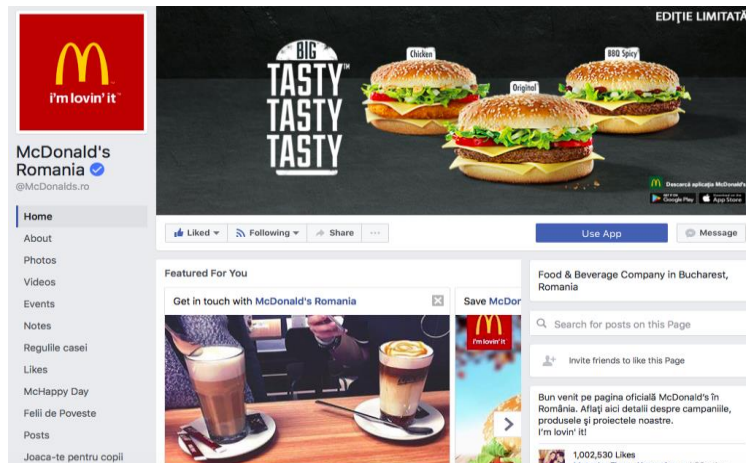 M
i'm lovin' it
McDonald's
Romania
@McDonalds.ro
Home
About
Photos
Videos
Events
Notes
Regulile casei
Likes
McHappy Day
Felii de Poveste
Posts
Joaca-te pentru copii
EDIȚIE LIMITATĂ
BIG
TASTY™
TASTY
TASTY
Chicken
Original
BBQ Spicy
Descarcă aplicația McDonald's
Google Play
App Store
Liked
Following
Share
Use App
Message
Featured For You
Get in touch with McDonald's Romania
Save McDon
i'm lovin' it
Food & Beverage Company in Bucharest,
Romania
Search for posts on this Page
Invite friends to like this Page
Bun venit pe pagina oficială McDonald's în
România. Aflați aici detalii despre campaniile,
produsele și proiectele noastre.
I'm lovin' it!
1,002,530 Likes